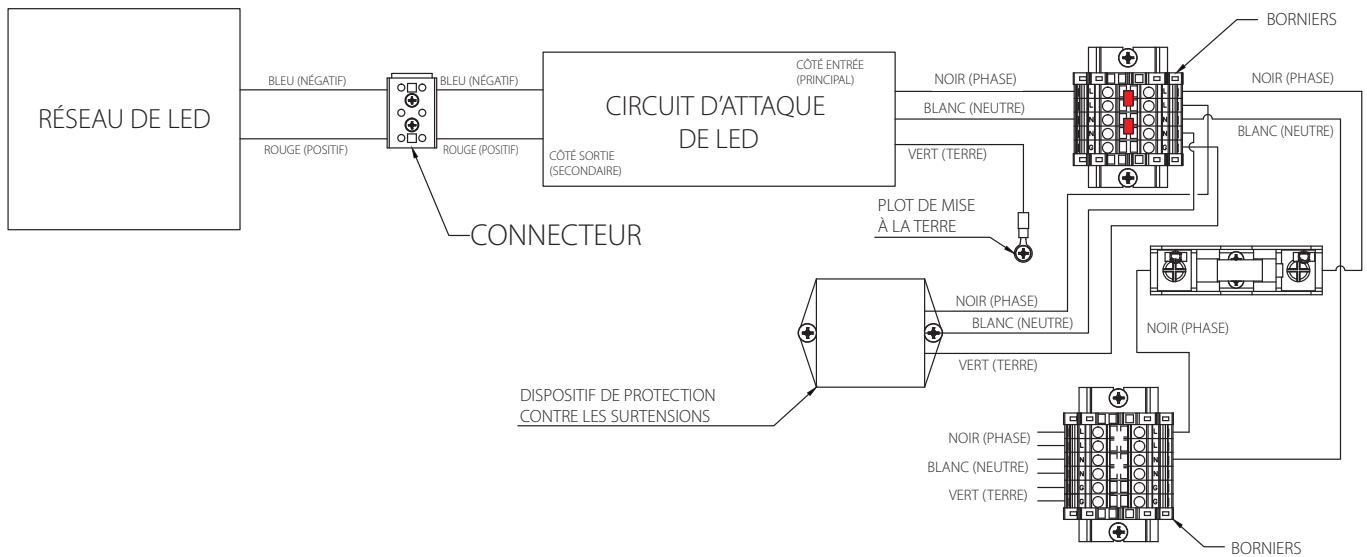 BORNIERS
RÉSEAU DE LED
BLEU (NÉGATIF)
BLEU (NÉGATIF)
ROUGE (POSITIF)
ROUGE (POSITIF)
CONNECTEUR
CÔTÉ ENTRÉE
(PRINCIPAL)
CIRCUIT D’ATTAQUE
DE LED
CÔTÉ SORTIE
(SECONDAIRE)
NOIR (PHASE)
BLANC (NEUTRE)
VERT (TERRE)
NOIR (PHASE)
BLANC (NEUTRE)
L
L
N
N
G
L
L
N
N
G
PLOT DE MISE
À LA TERRE
NOIR (PHASE)
BLANC (NEUTRE)
VERT (TERRE)
NOIR (PHASE)
DISPOSITIF DE PROTECTION
CONTRE LES SURTENSIONS
NOIR (PHASE)
BLANC (NEUTRE)
VERT (TERRE)
L
L
N
N
G
G
L
L
N
N
G
G
BORNIERS